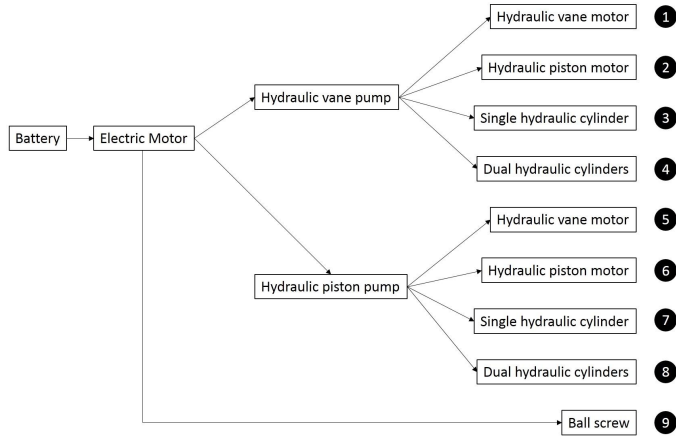 Hydraulic vane motor 1
Hydraulic piston motor 2
Hydraulic vane pump
Single hydraulic cylinder 3
Battery
Electric Motor
Dual hydraulic cylinders 4
Hydraulic vane motor 5
Hydraulic piston motor 6
Hydraulic piston pump
Single hydraulic cylinder 7
Dual hydraulic cylinders 8
Ball screw 9